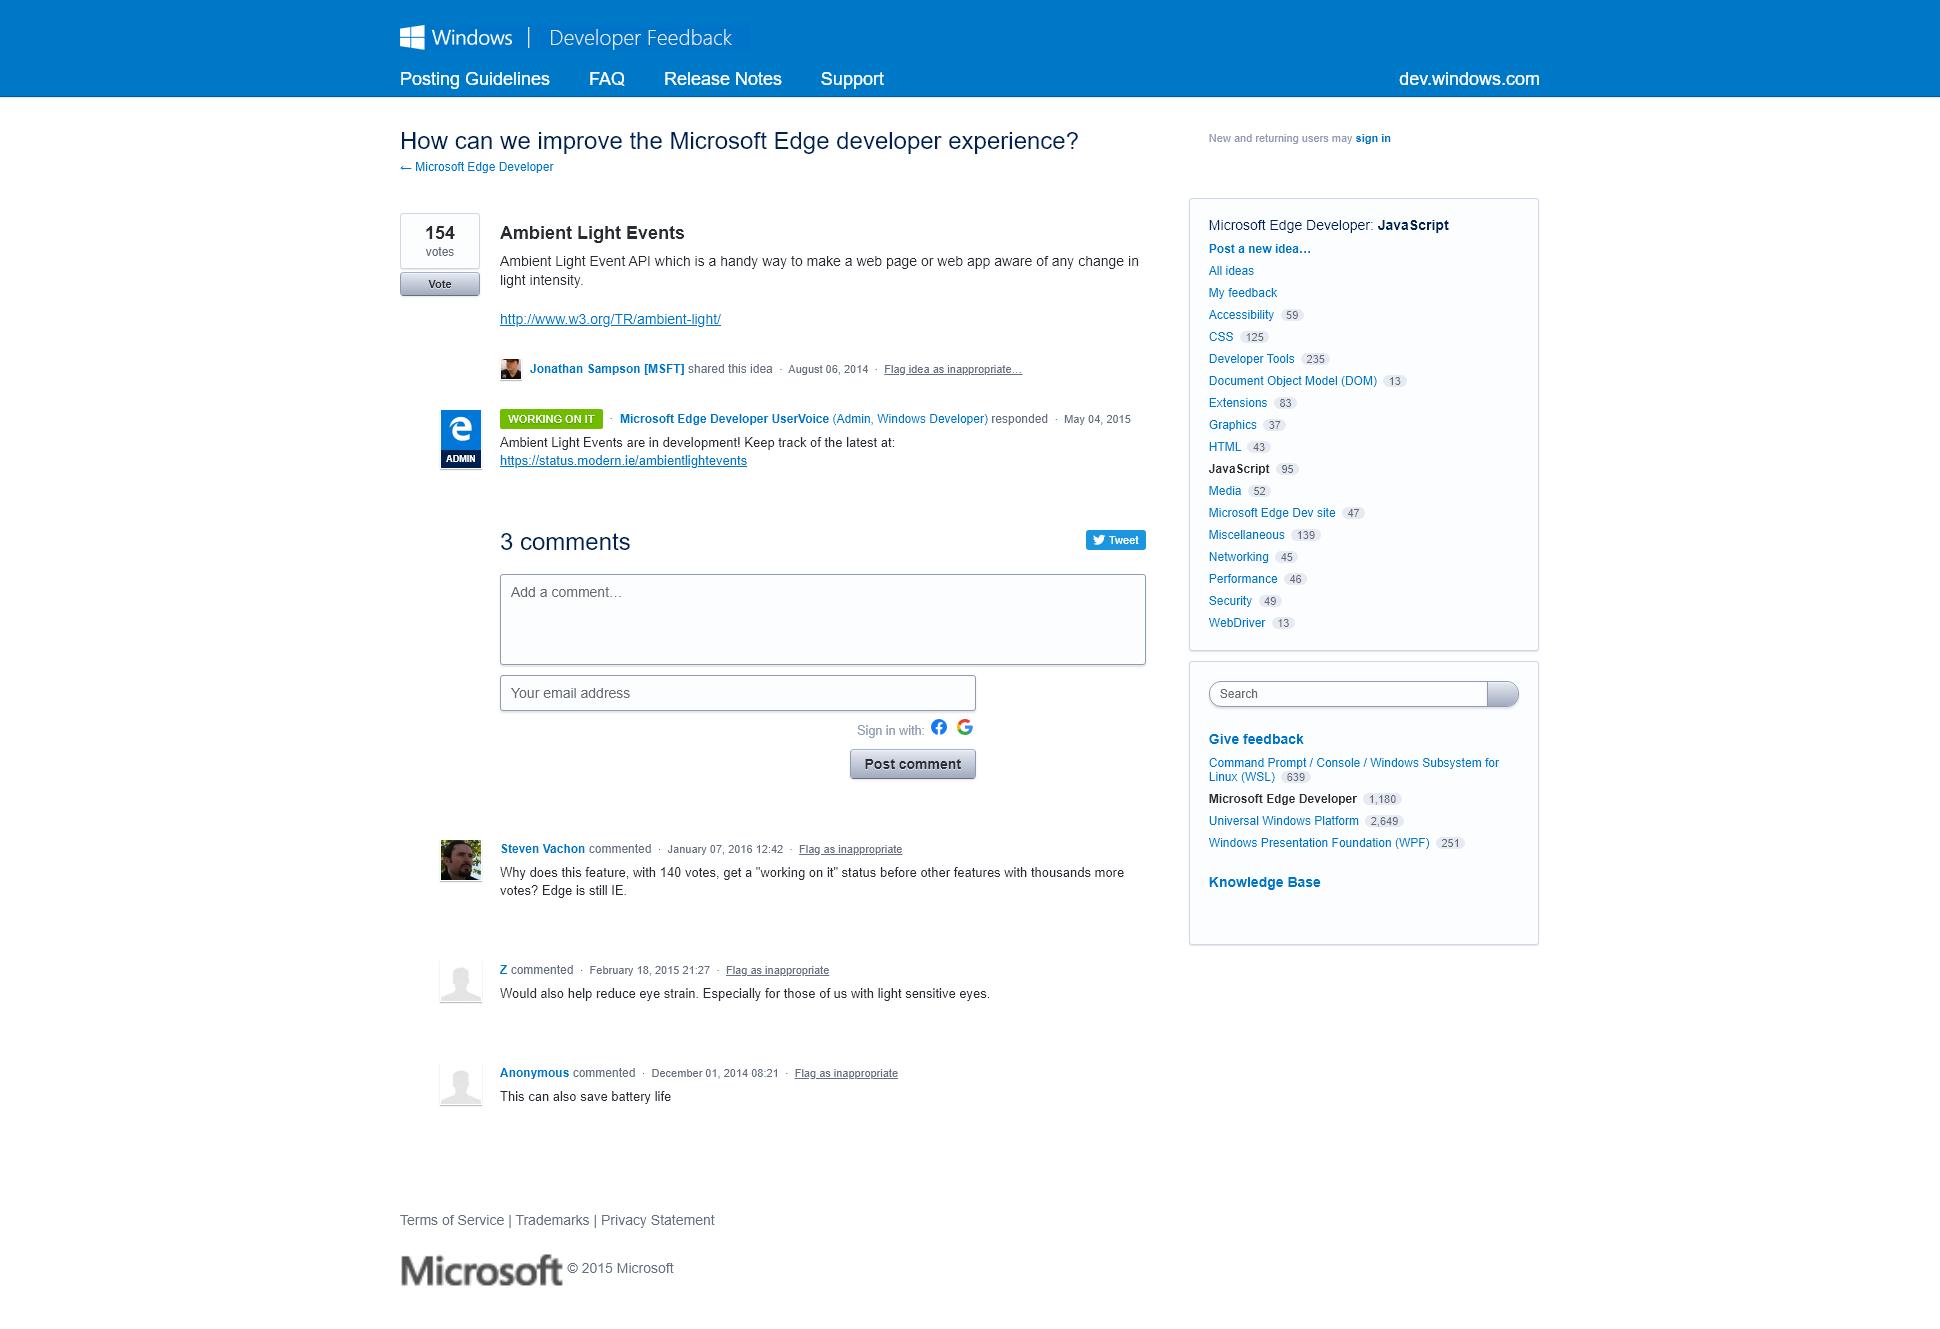 Windows | Developer Feedback
Posting Guidelines FAQ Release Notes Support dev.windows.com
How can we improve the Microsoft Edge developer experience?
← Microsoft Edge Developer
New and returning users may sign in
154
votes
Vote
Ambient Light Events
Ambient Light Event API which is a handy way to make a web page or web app aware of any change in
light intensity.
http://www.w3.org/TR/ambient-light/
Jonathan Sampson [MSFT] shared this idea · August 06, 2014 · Flag idea as inappropriate…
ADMIN
WORKING ON IT · Microsoft Edge Developer UserVoice (Admin, Windows Developer) responded · May 04, 2015
Ambient Light Events are in development! Keep track of the latest at:
https://status.modern.ie/ambientlightevents
3 comments
Tweet
Add a comment…
Your email address
Sign in with:
Post comment
Steven Vachon commented · January 07, 2016 12:42 · Flag as inappropriate
Why does this feature, with 140 votes, get a "working on it" status before other features with thousands more
votes? Edge is still IE.
Z commented · February 18, 2015 21:27 · Flag as inappropriate
Would also help reduce eye strain. Especially for those of us with light sensitive eyes.
Anonymous commented · December 01, 2014 08:21 · Flag as inappropriate
This can also save battery life
Microsoft Edge Developer: JavaScript
Post a new idea…
All ideas
My feedback
Accessibility 59
CSS 125
Developer Tools 235
Document Object Model (DOM) 13
Extensions 83
Graphics 37
HTML 43
JavaScript 95
Media 52
Microsoft Edge Dev site 47
Miscellaneous 139
Networking 45
Performance 46
Security 49
WebDriver 13
Search
Give feedback
Command Prompt / Console / Windows Subsystem for
Linux (WSL) 639
Microsoft Edge Developer 1,180
Universal Windows Platform 2,649
Windows Presentation Foundation (WPF) 251
Knowledge Base
Terms of Service | Trademarks | Privacy Statement
Microsoft © 2015 Microsoft